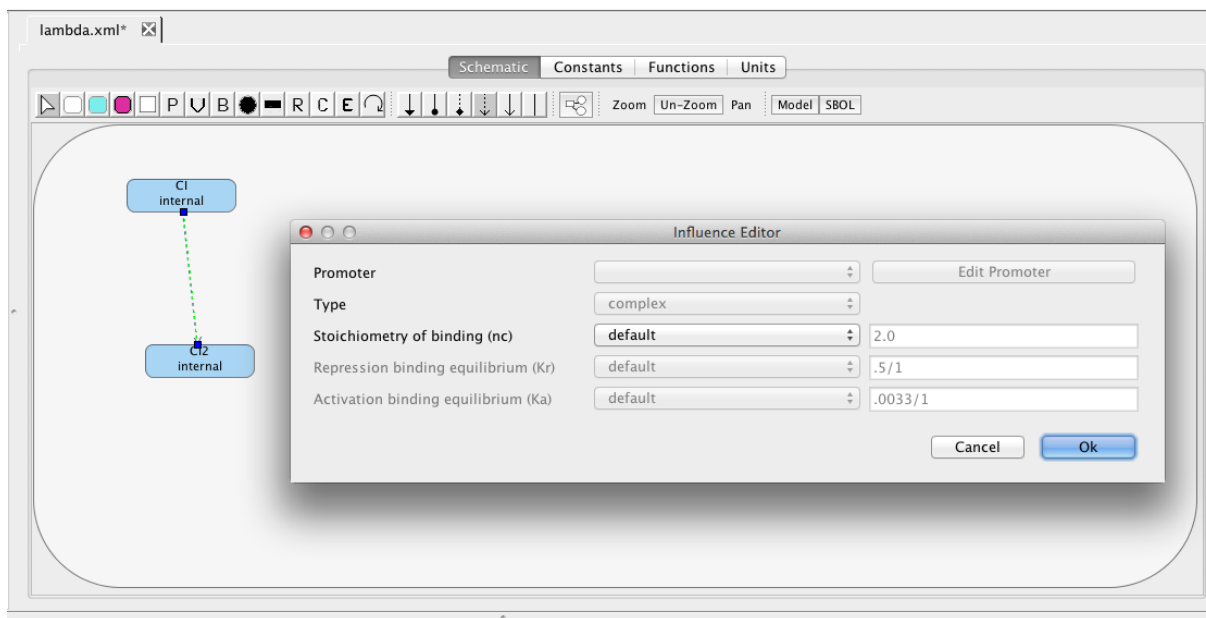 lambda.xml*
Schematic Constants Functions Units
P V B R C E Zoom Un-Zoom Pan Model SBOL
CI
internal
CI2
internal
Influence Editor
Promoter Edit Promoter
Type complex
Stoichiometry of binding (nc) default 2.0
Repression binding equilibrium (Kr) default .5/1
Activation binding equilibrium (Ka) default .0033/1
Cancel Ok